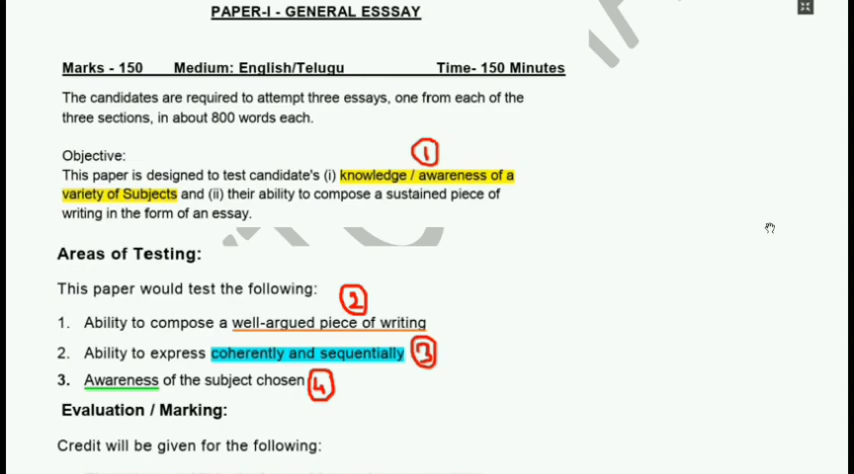 PAPER-I - GENERAL ESSSAY
Marks - 150 Medium: English/Telugu Time- 150 Minutes
The candidates are required to attempt three essays, one from each of the
three sections, in about 800 words each.
1
Objective:
This paper is designed to test candidate's (i) knowledge / awareness of a
variety of Subjects and (ii) their ability to compose a sustained piece of
writing in the form of an essay.
Areas of Testing:
This paper would test the following:
2
1. Ability to compose a well-argued piece of writing
2. Ability to express coherently and sequentially 3
3. Awareness of the subject chosen 4
Evaluation / Marking:
Credit will be given for the following: